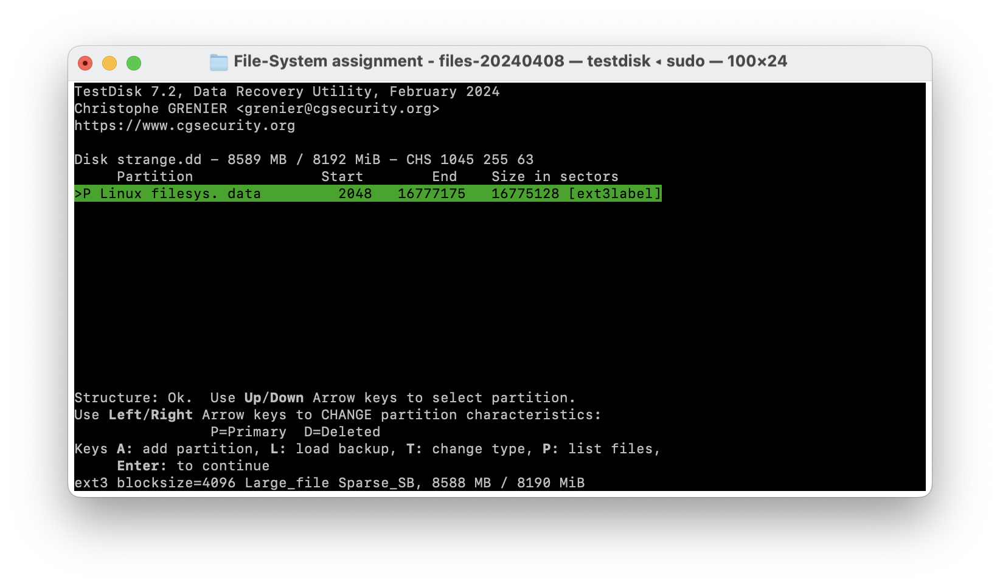 File-System assignment - files-20240408 — testdisk ◂ sudo — 100×24
TestDisk 7.2, Data Recovery Utility, February 2024
Christophe GRENIER <grenier@cgsecurity.org>
https://www.cgsecurity.org
Disk strange.dd - 8589 MB / 8192 MiB - CHS 1045 255 63
     Partition               Start        End    Size in sectors
>P Linux filesys. data         2048   16777175   16775128 [ext3label]
Structure: Ok.  Use Up/Down Arrow keys to select partition.
Use Left/Right Arrow keys to CHANGE partition characteristics:
                P=Primary  D=Deleted
Keys A: add partition, L: load backup, T: change type, P: list files,
     Enter: to continue
ext3 blocksize=4096 Large_file Sparse_SB, 8588 MB / 8190 MiB